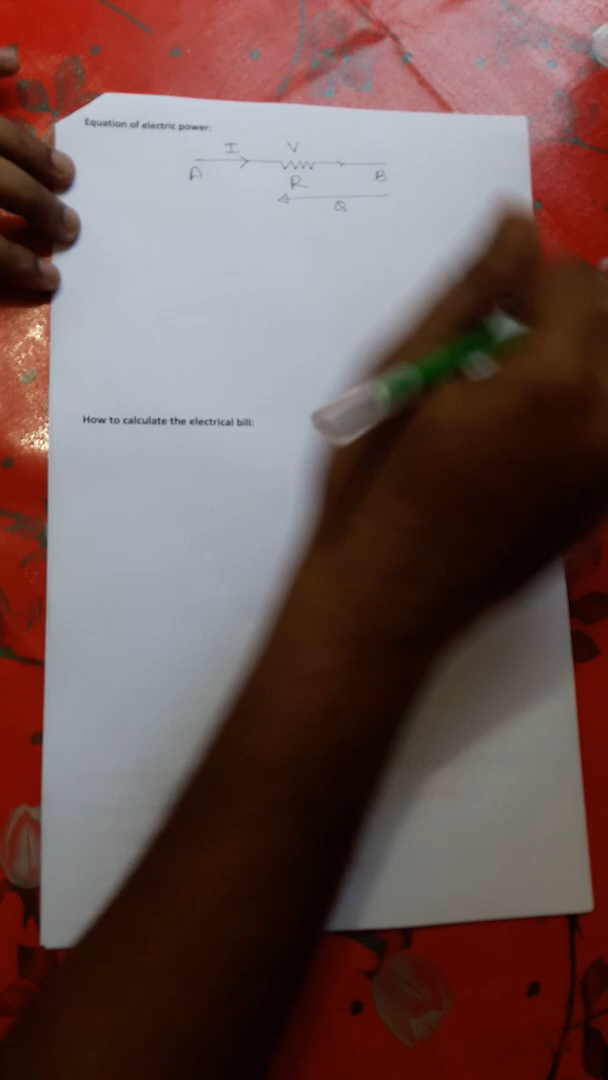 Equation of electric power:
I V
A R B
Q
How to calculate the electrical bill: